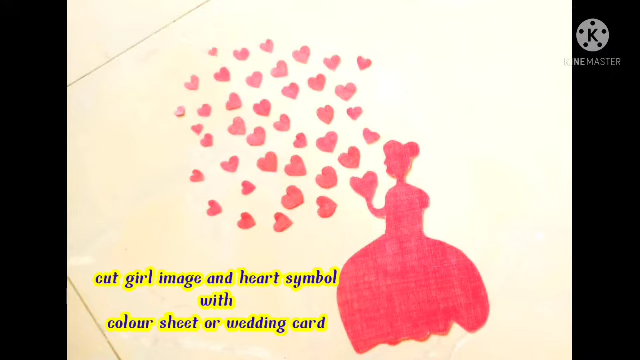 K
KINEMASTER
cut girl image and heart symbol
with
colour sheet or wedding card